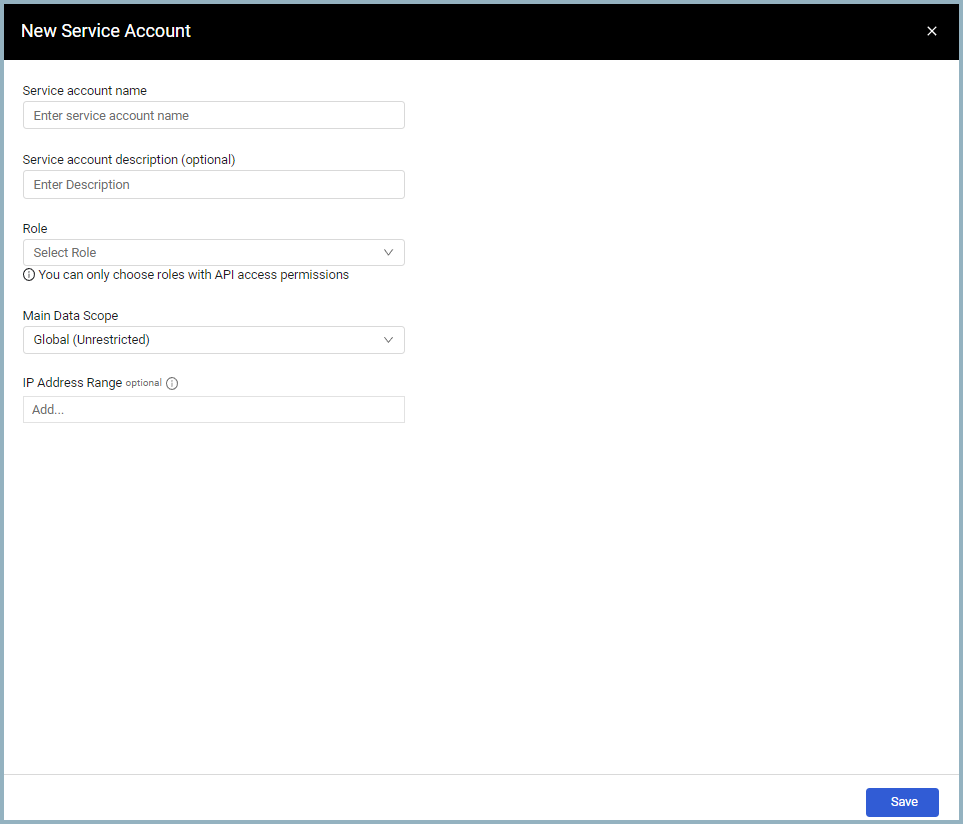 New Service Account
Service account name
Enter service account name
Service account description (optional)
Enter Description
Role
Select Role
You can only choose roles with API access permissions
Main Data Scope
Global (Unrestricted)
IP Address Range optional
Add...
Save